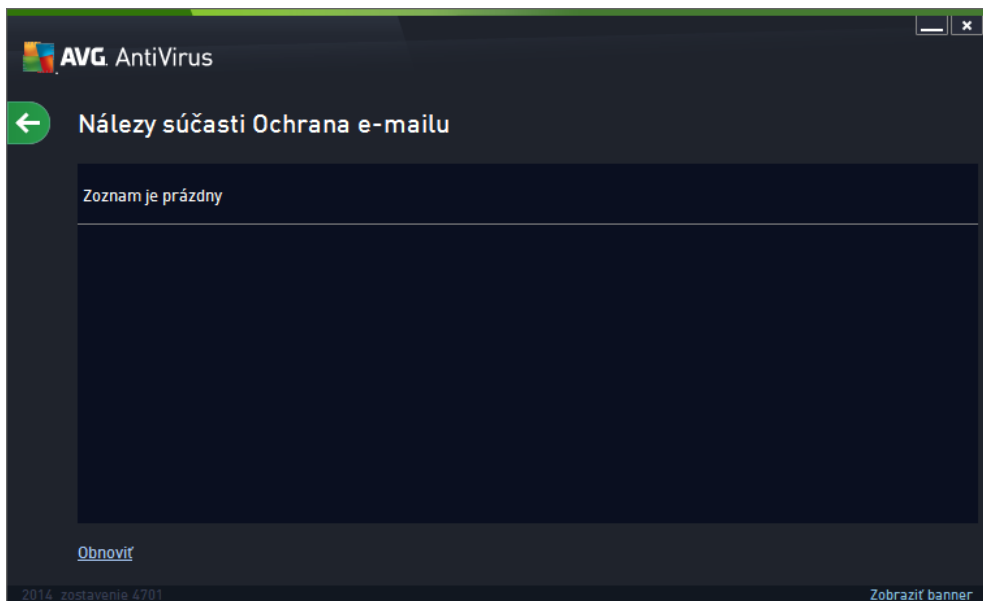 AVG. AntiVirus
Nálezy súčasti Ochrana e-mailu
Zoznam je prázdny
Obnoviť
2014 zostavenie 4701
Zobraziť banner